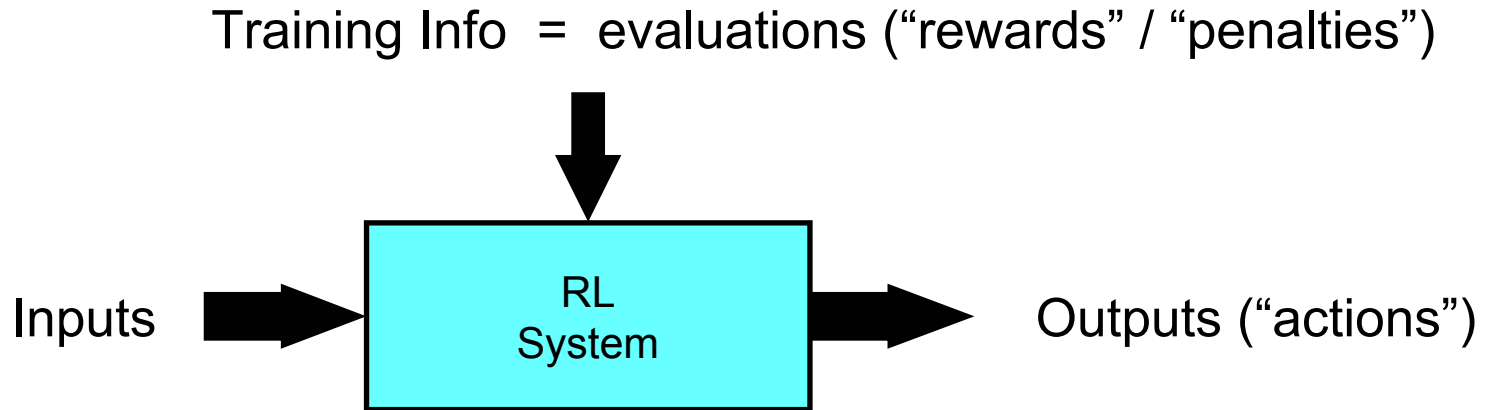 Training Info = evaluations (“rewards” / “penalties”)
RL
System
Inputs
Outputs (“actions”)